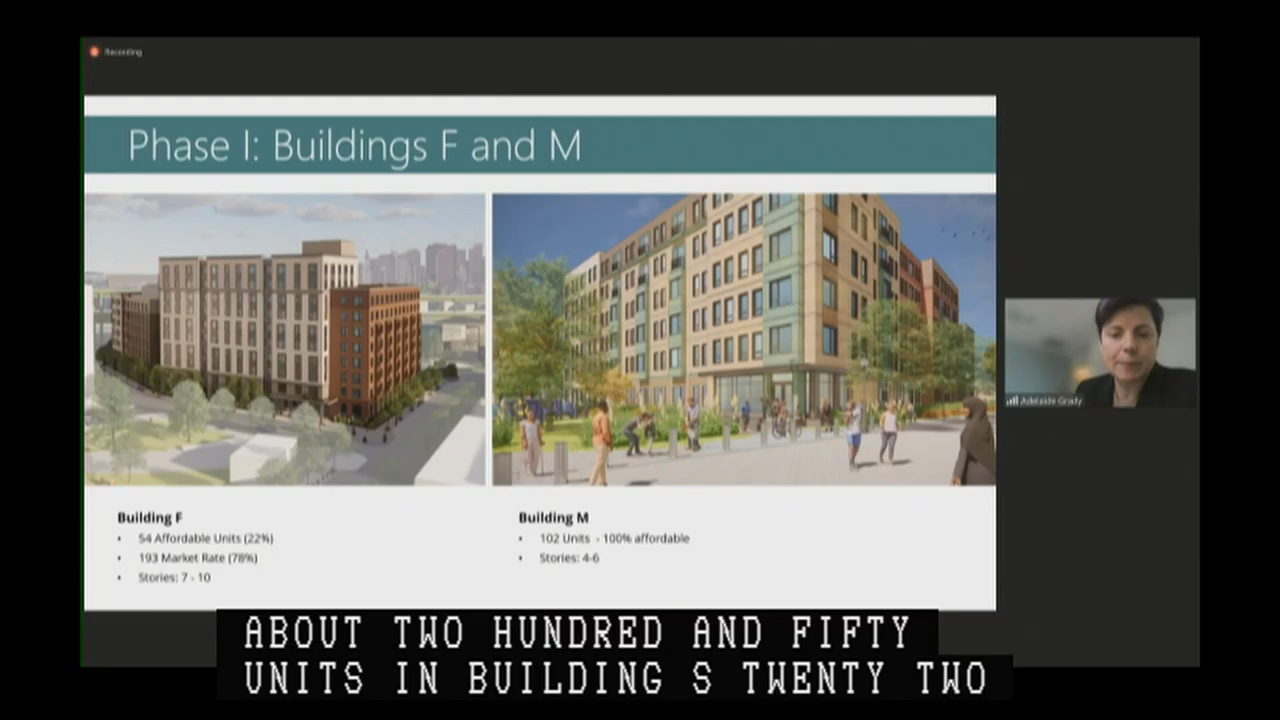 Recording
Phase I: Buildings F and M
Building F
• 54 Affordable Units (22%)
• 193 Market Rate (78%)
• Stories: 7 - 10
Building M
• 102 Units - 100% affordable
• Stories: 4-6
Adelaide Grady
ABOUT TWO HUNDRED AND FIFTY
UNITS IN BUILDING S TWENTY TWO